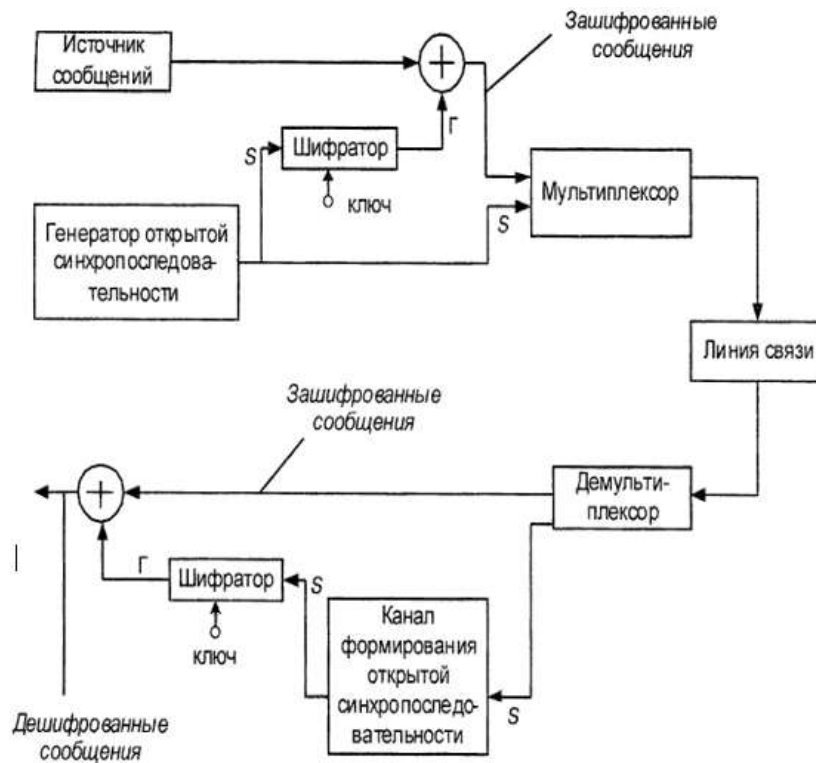 Источник
сообщений
Зашифрованные
сообщения
+
Г
S
Шифратор
ключ
Мультиплексор
S
Генератор открытой
синхропоследова-
тельности
Линия связи
Зашифрованные
сообщения
+
Демульти-
плексор
Г
Шифратор
S
ключ
Канал
формирования
открытой
синхропоследо-
вательности
S
Дешифрованные
сообщения